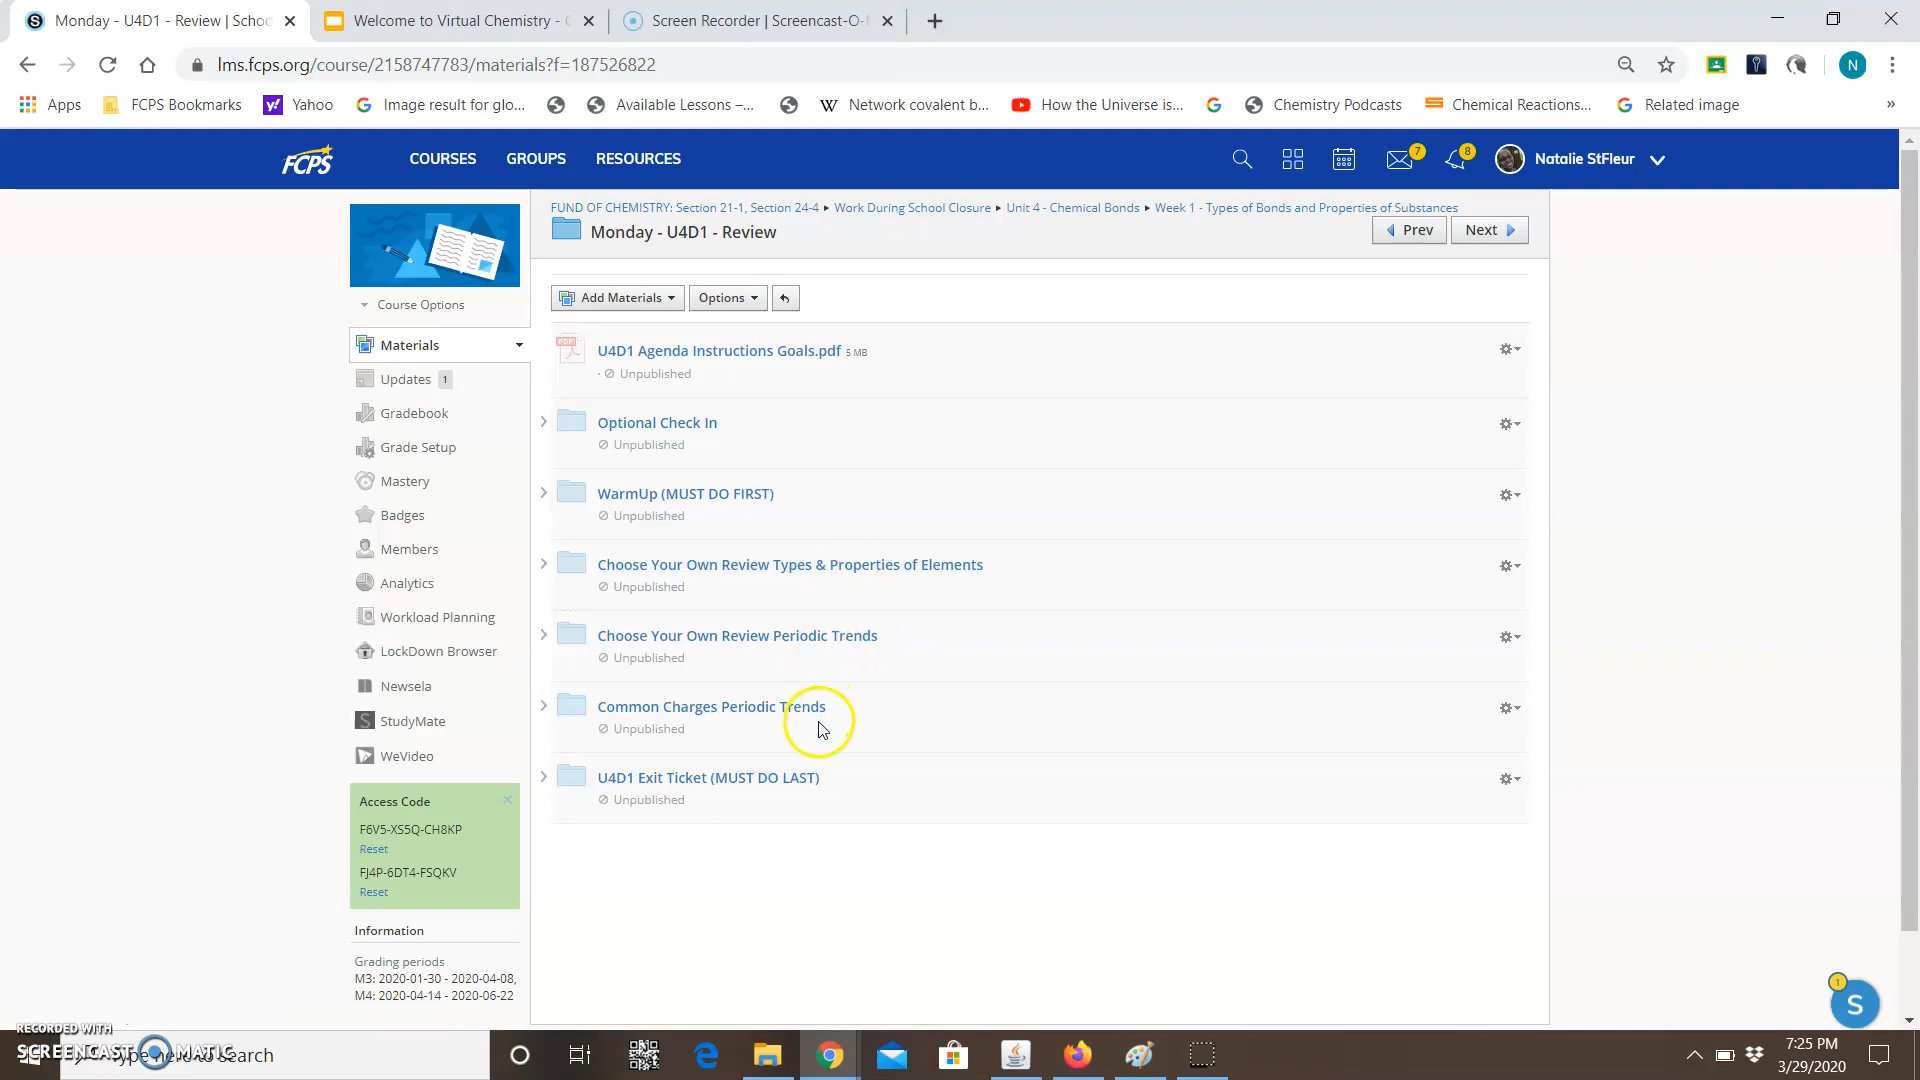 Monday - U4D1 - Review | Schoo
Welcome to Virtual Chemistry -
Screen Recorder | Screencast-O-
lms.fcps.org/course/2158747783/materials?f=187526822
N
Apps
FCPS Bookmarks
Yahoo
Image result for glo...
Available Lessons –...
Network covalent b...
How the Universe is...
Chemistry Podcasts
Chemical Reactions...
Related image
»
FCPS
COURSES
GROUPS
RESOURCES
7
8
Natalie StFleur
FUND OF CHEMISTRY: Section 21-1, Section 24-4 ▸ Work During School Closure ▸ Unit 4 - Chemical Bonds ▸ Week 1 - Types of Bonds and Properties of Substances
Monday - U4D1 - Review
Prev
Next
Course Options
Materials
Updates 1
Gradebook
Grade Setup
Mastery
Badges
Members
Analytics
Workload Planning
LockDown Browser
Newsela
StudyMate
WeVideo
Access Code
F6V5-XS5Q-CH8KP
Reset
FJ4P-6DT4-FSQKV
Reset
Information
Grading periods
M3: 2020-01-30 - 2020-04-08,
M4: 2020-04-14 - 2020-06-22
Add Materials
Options
PDF
U4D1 Agenda Instructions Goals.pdf 5 MB
· Unpublished
Optional Check In
Unpublished
WarmUp (MUST DO FIRST)
Unpublished
Choose Your Own Review Types & Properties of Elements
Unpublished
Choose Your Own Review Periodic Trends
Unpublished
Common Charges Periodic Trends
Unpublished
U4D1 Exit Ticket (MUST DO LAST)
Unpublished
1
S
RECORDED WITH
SCREENCAST MATIC
Type here to search
7:25 PM
3/29/2020